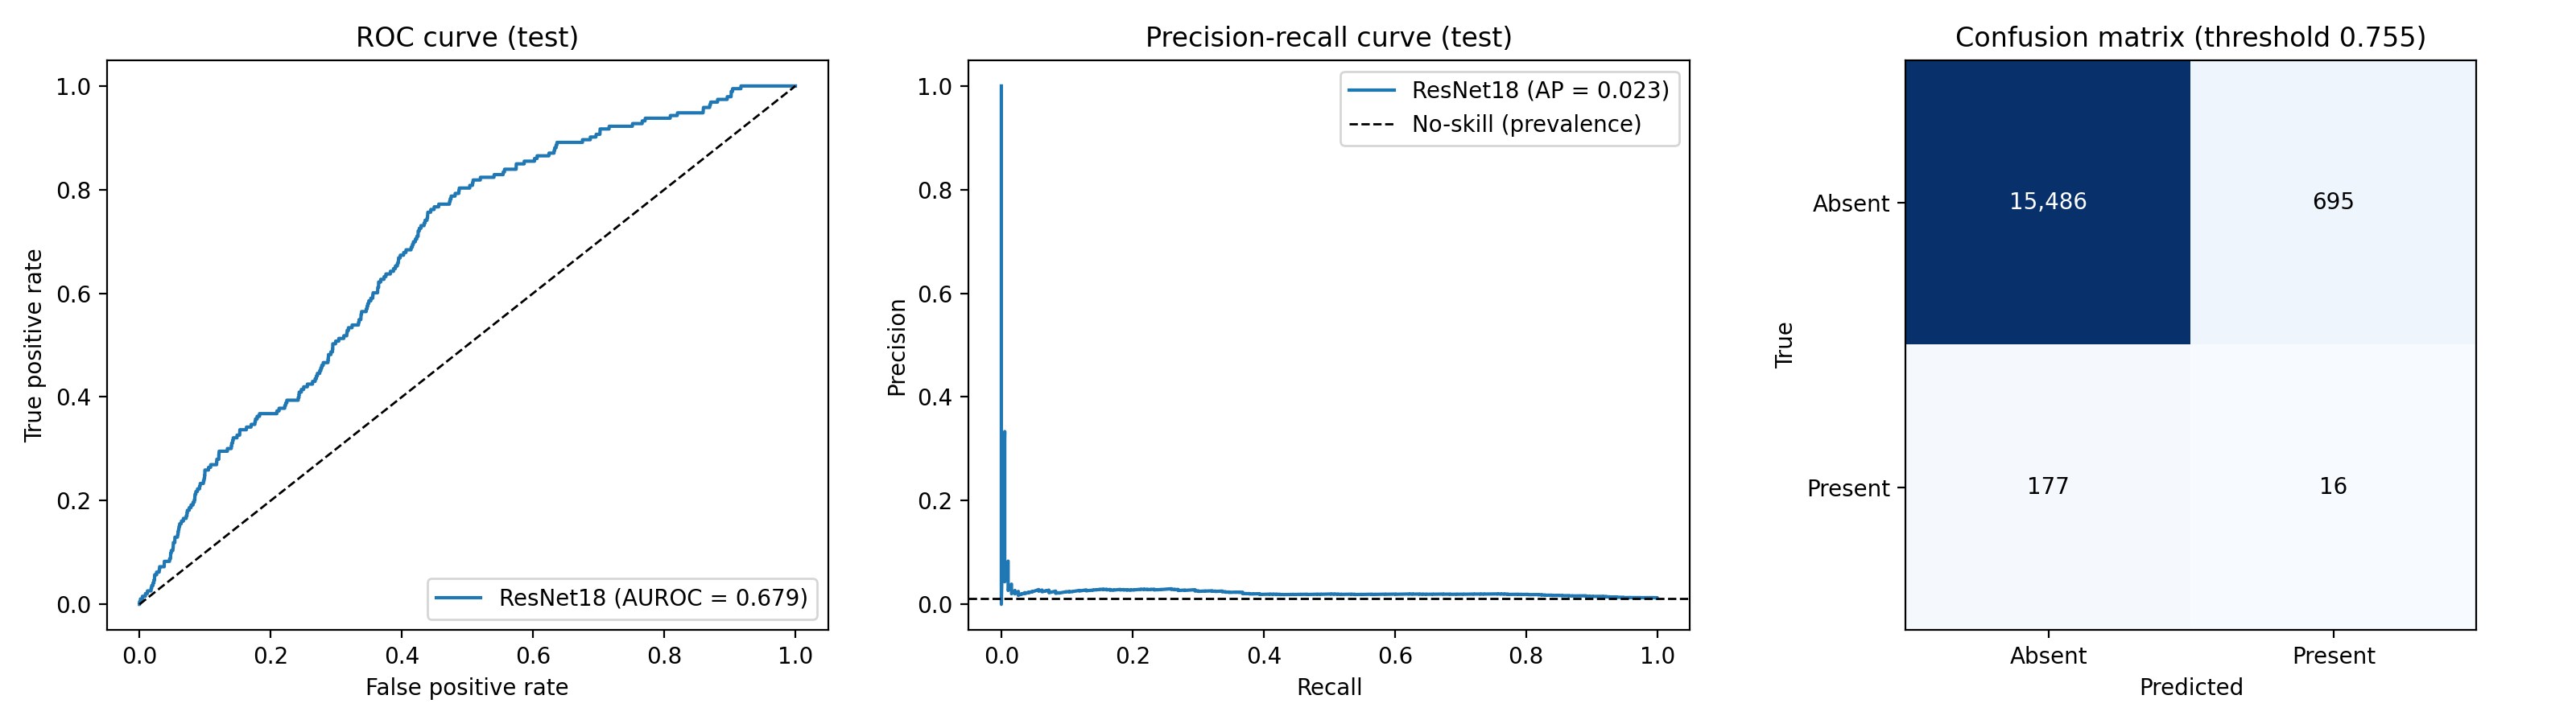 ROC curve (test)
True positive rate
1.0
0.8
0.6
0.4
0.2
0.0
ResNet18 (AUROC = 0.679)
0.0 0.2 0.4 0.6 0.8 1.0
False positive rate
Precision-recall curve (test)
Precision
1.0
0.8
0.6
0.4
0.2
0.0
ResNet18 (AP = 0.023)
No-skill (prevalence)
0.0 0.2 0.4 0.6 0.8 1.0
Recall
Confusion matrix (threshold 0.755)
True
Absent 15,486 695
Present 177 16
Absent Present
Predicted